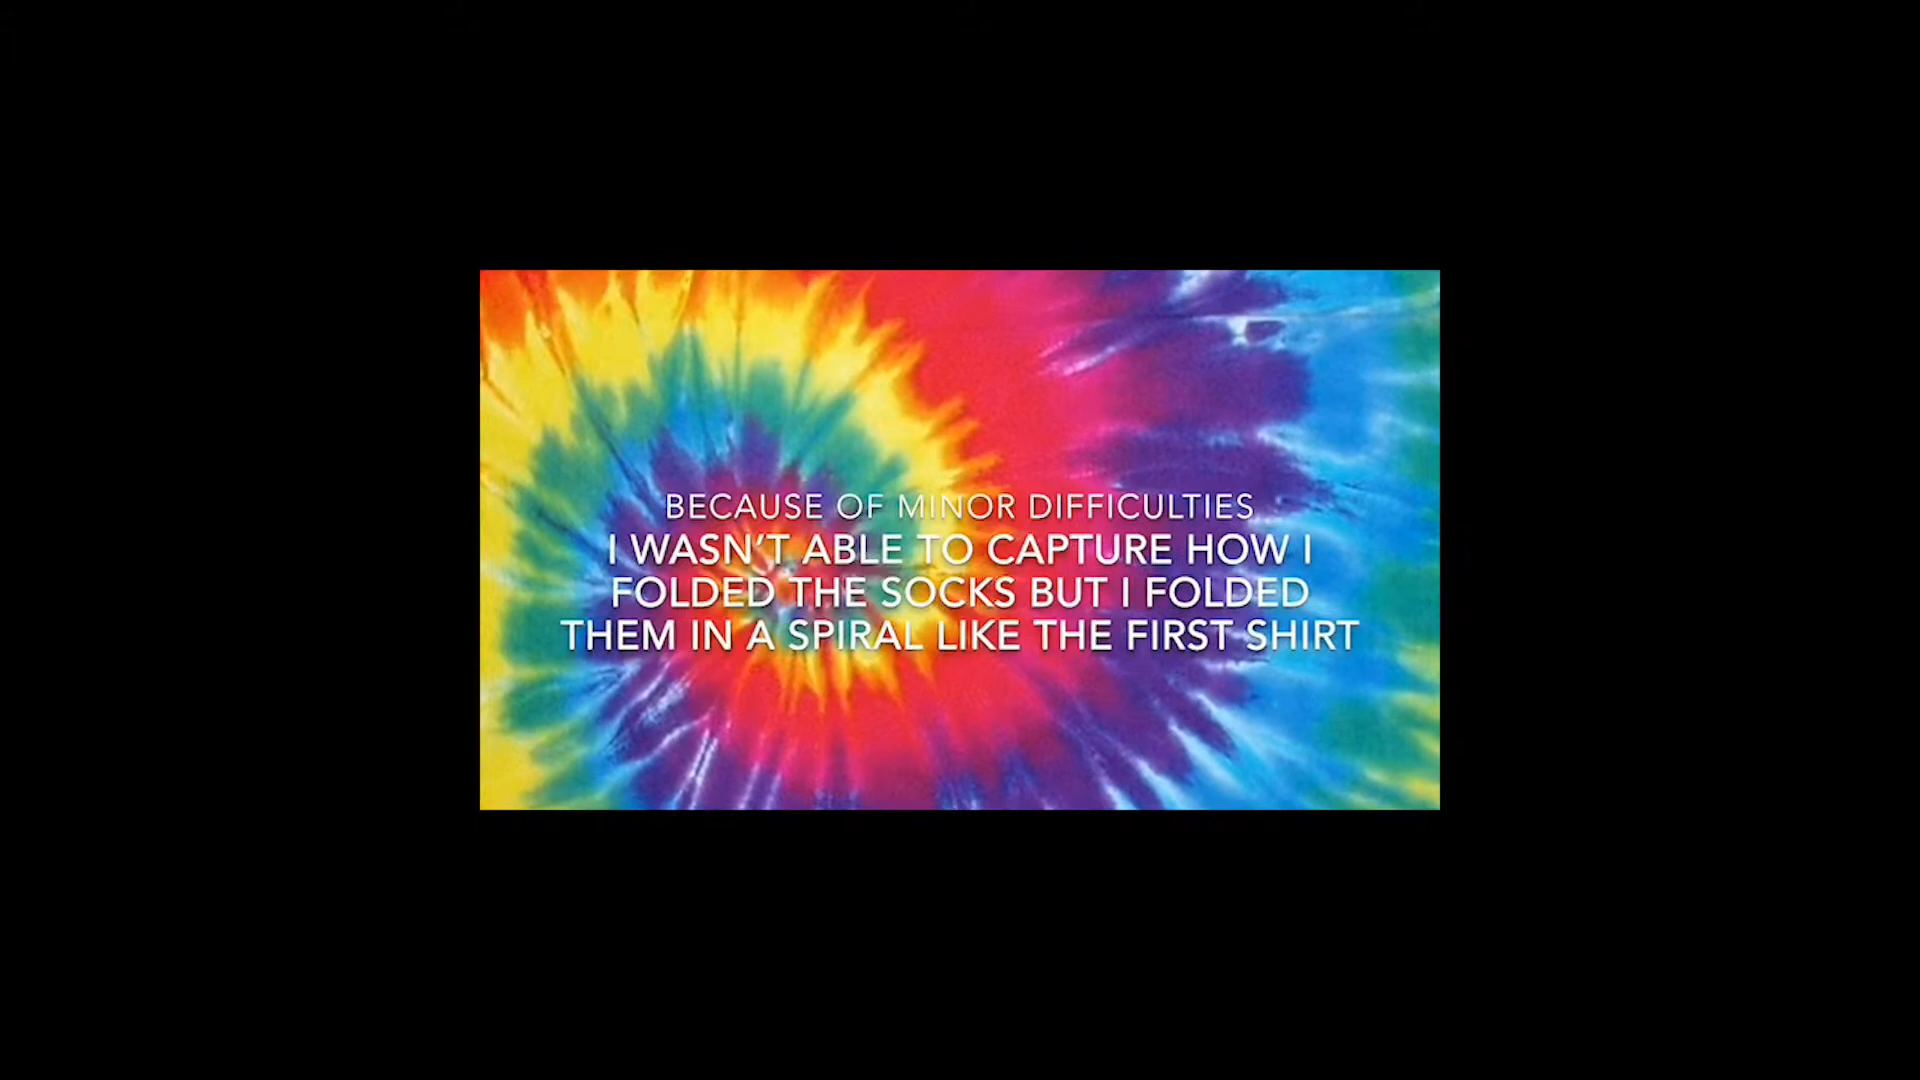 BECAUSE OF MINOR DIFFICULTIES
I WASN'T ABLE TO CAPTURE HOW I
FOLDED THE SOCKS BUT I FOLDED
THEM IN A SPIRAL LIKE THE FIRST SHIRT